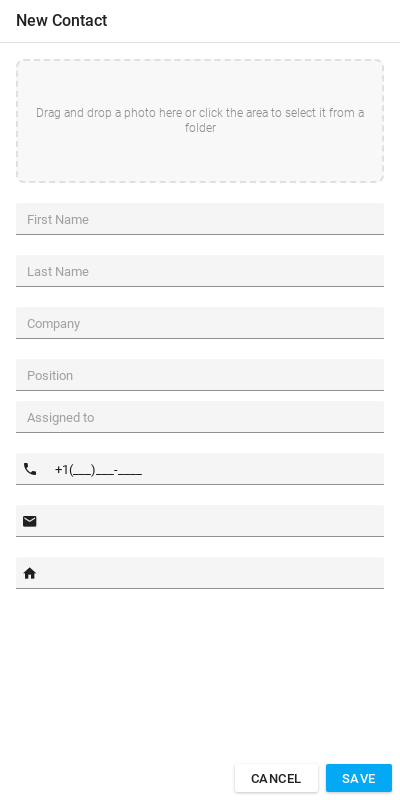 New Contact
Drag and drop a photo here or click the area to select it from a
folder
First Name
Last Name
Company
Position
Assigned to
+1(___)___-____
CANCEL
SAVE